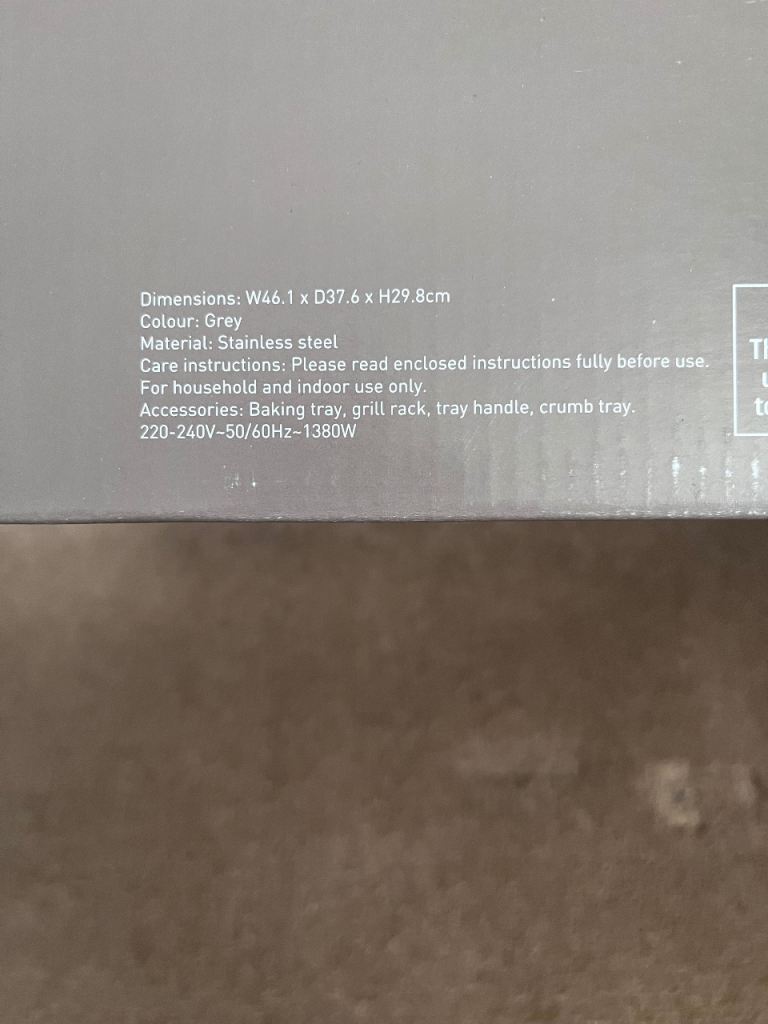 Dimensions: W46.1 x D37.6 x H29.8cm
Colour: Grey
Material: Stainless steel
Care instructions: Please read enclosed instructions fully before use.
For household and indoor use only.
Accessories: Baking tray, grill rack, tray handle, crumb tray.
220-240V~50/60Hz~1380W